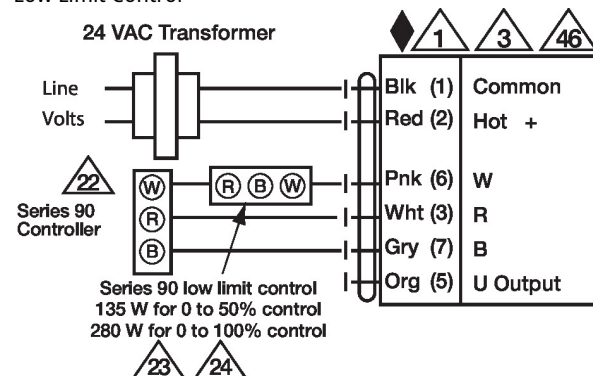 Low Limit Control
24 VAC Transformer
1
3
46
Line
Volts
Blk (1) Common
Red (2) Hot +
22
Series 90
Controller
W
R
B
R B W
Pnk (6) W
Wht (3) R
Gry (7) B
Org (5) U Output
Series 90 low limit control
135 W for 0 to 50% control
280 W for 0 to 100% control
23
24